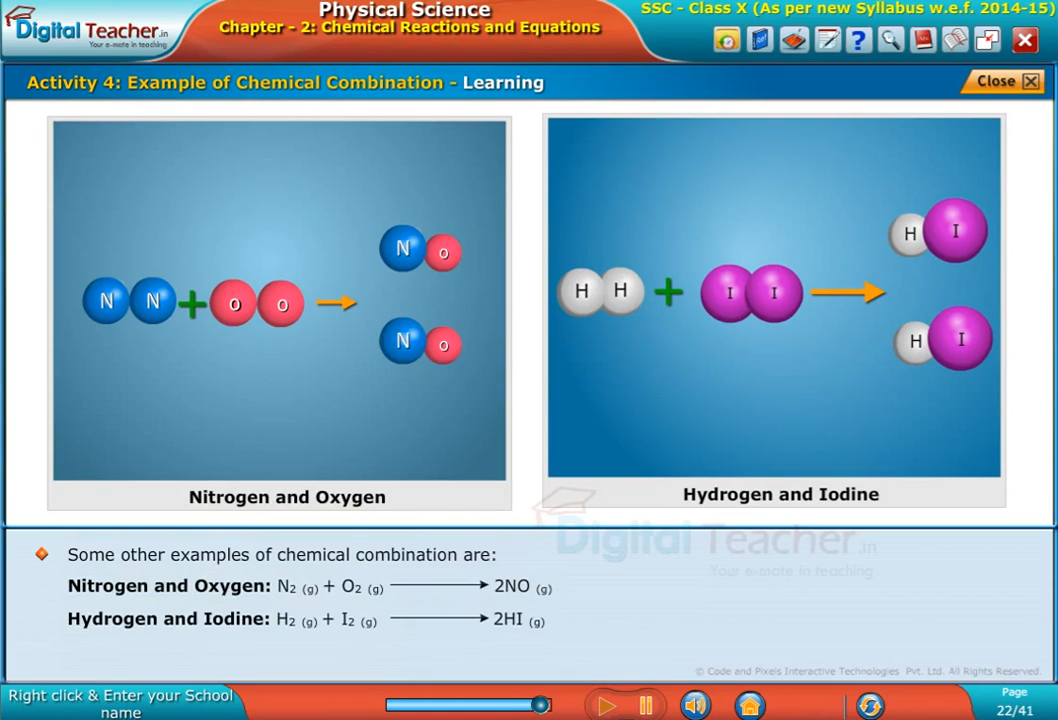 Digital Teacher.in
Your e-mate in teaching
Physical Science
Chapter - 2: Chemical Reactions and Equations
SSC - Class X (As per new Syllabus w.e.f. 2014-15)
Activity 4: Example of Chemical Combination - Learning
Close
N N + O O
N O
N O
Nitrogen and Oxygen
H H + I I
H I
H I
Hydrogen and Iodine
Some other examples of chemical combination are:
Nitrogen and Oxygen: N₂ (g) + O₂ (g) ⟶ 2NO (g)
Hydrogen and Iodine: H₂ (g) + I₂ (g) ⟶ 2HI (g)
Digital Teacher.in
Your e-mate in teaching
© Code and Pixels Interactive Technologies Pvt. Ltd. All Rights Reserved.
Right click & Enter your School
name
Page
22/41